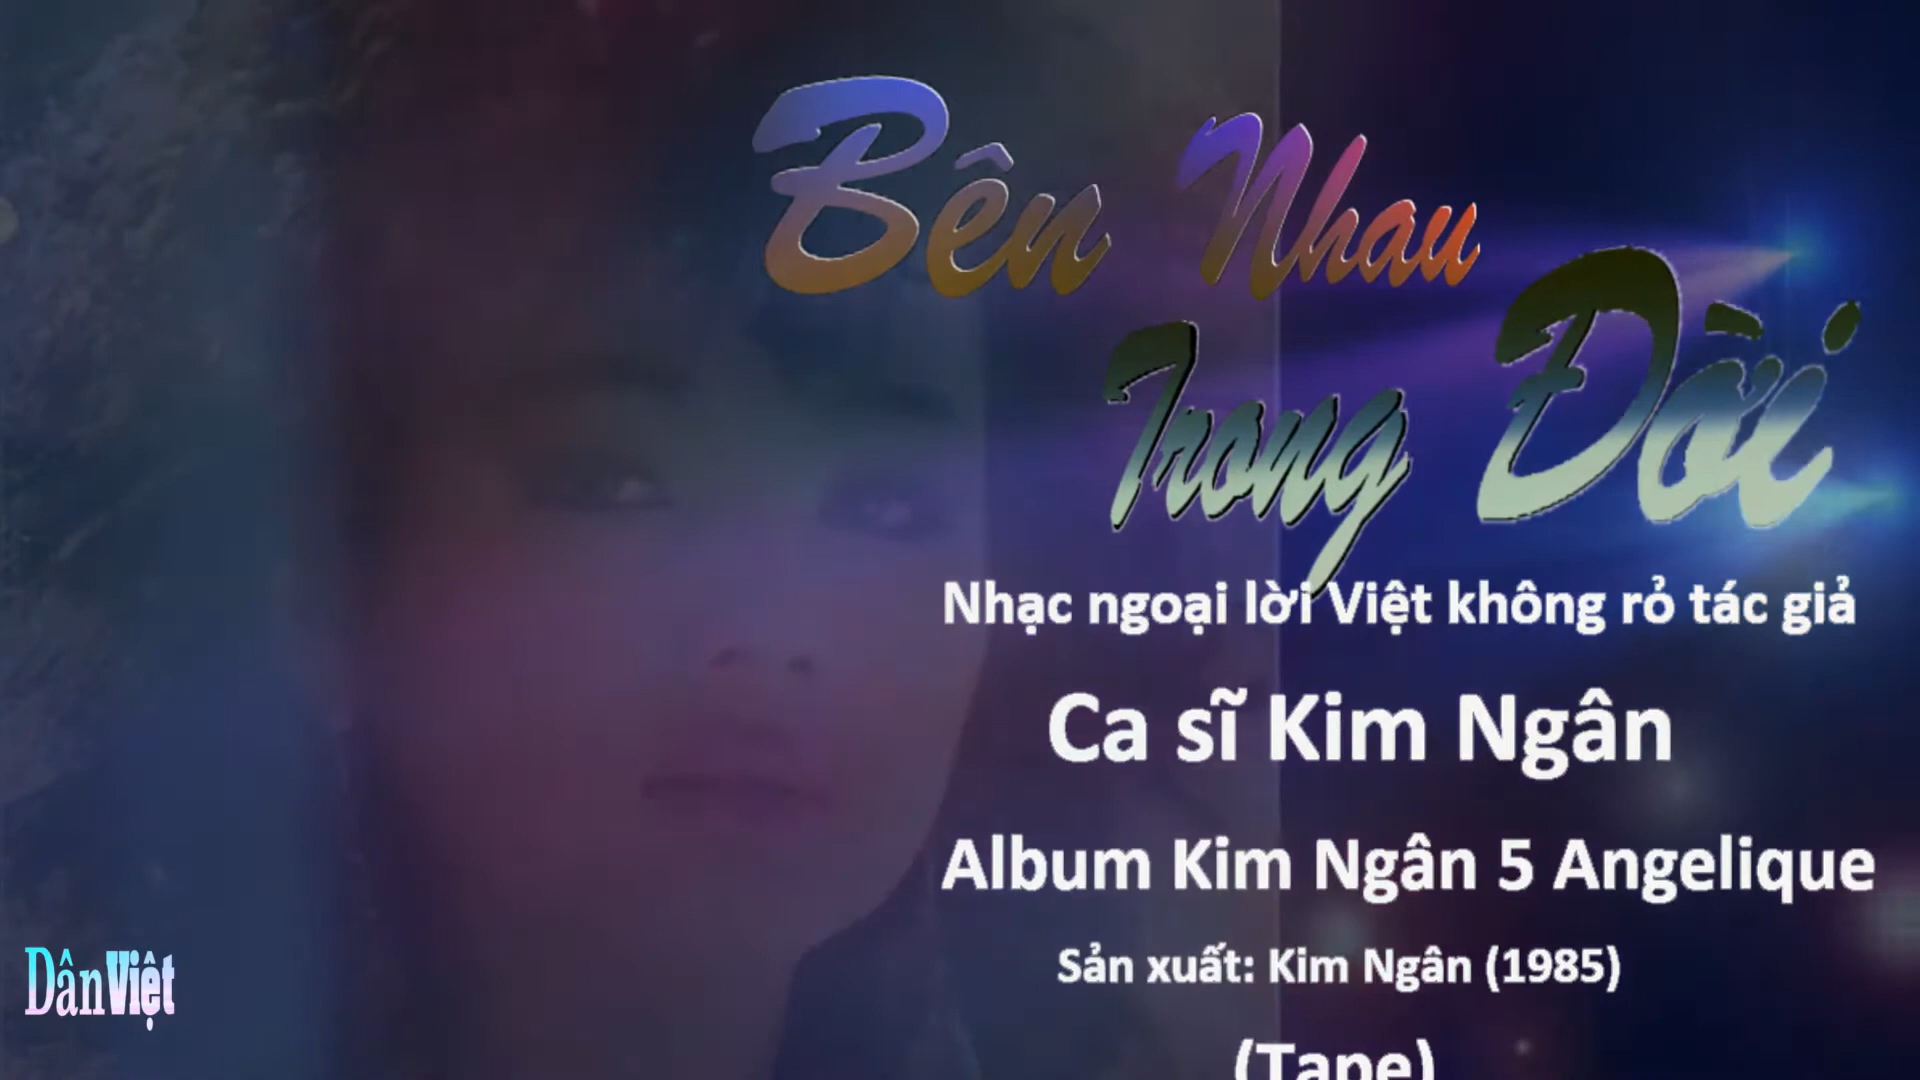 Bên Nhau
Trong Đời
Nhạc ngoại lời Việt không rỏ tác giả
Ca sĩ Kim Ngân
Album Kim Ngân 5 Angelique
Sản xuất: Kim Ngân (1985)
(Tape)
DânViệt